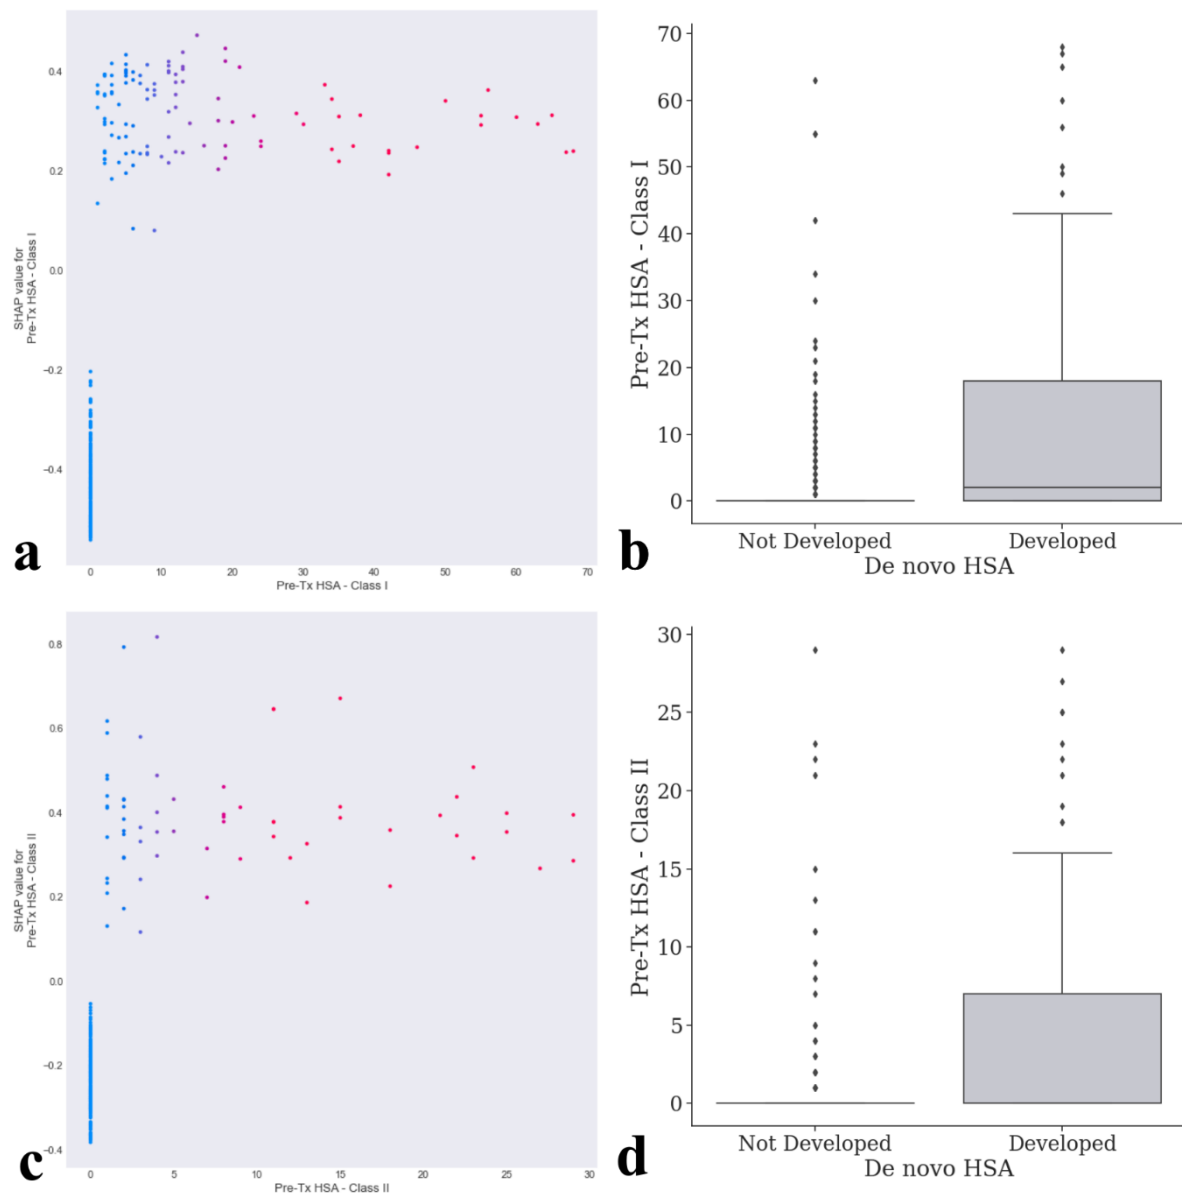 0.4
0.2
0.0
−0.2
−0.4
SHAP value for
Pre-Tx HSA - Class I
0 10 20 30 40 50 60 70
Pre-Tx HSA - Class I
a
70
60
50
40
30
20
10
0
Pre-Tx HSA - Class I
Not Developed Developed
De novo HSA
b
0.8
0.6
0.4
0.2
0.0
−0.2
−0.4
SHAP value for
Pre-Tx HSA - Class II
0 5 10 15 20 25 30
Pre-Tx HSA - Class II
c
30
25
20
15
10
5
0
Pre-Tx HSA - Class II
Not Developed Developed
De novo HSA
d